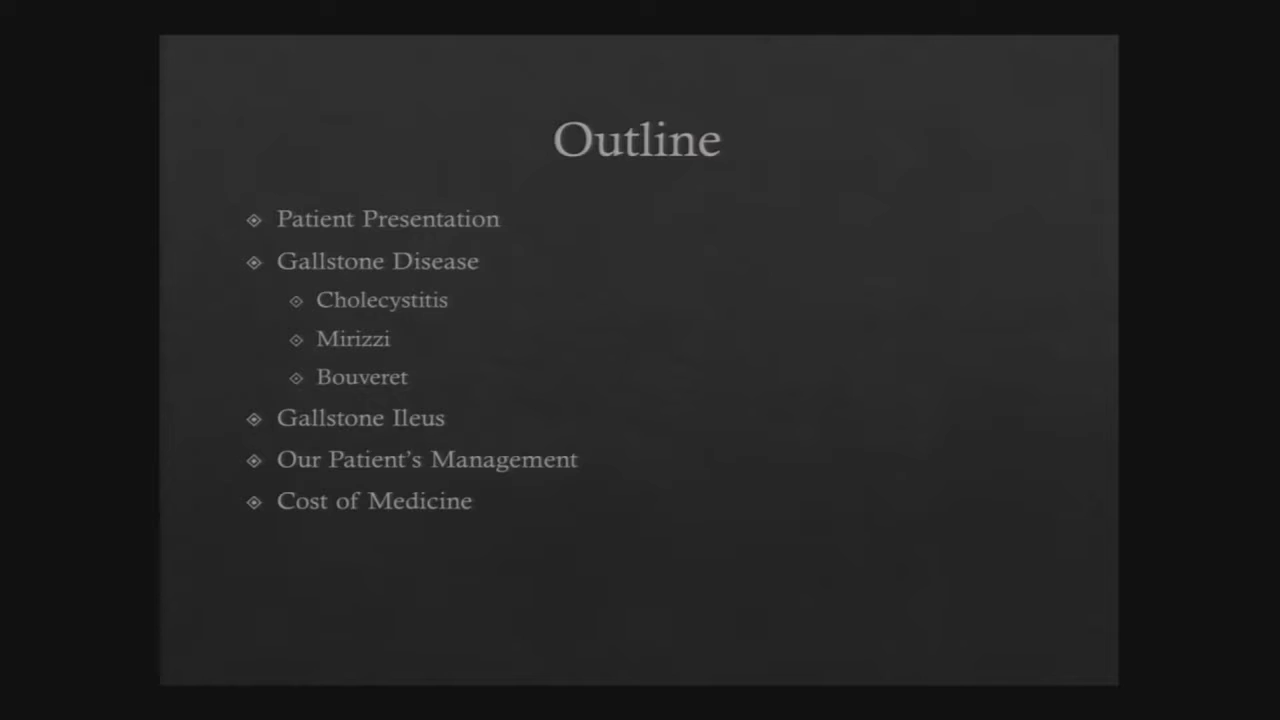 Outline
Patient Presentation
Gallstone Disease
Cholecystitis
Mirizzi
Bouveret
Gallstone Ileus
Our Patient’s Management
Cost of Medicine